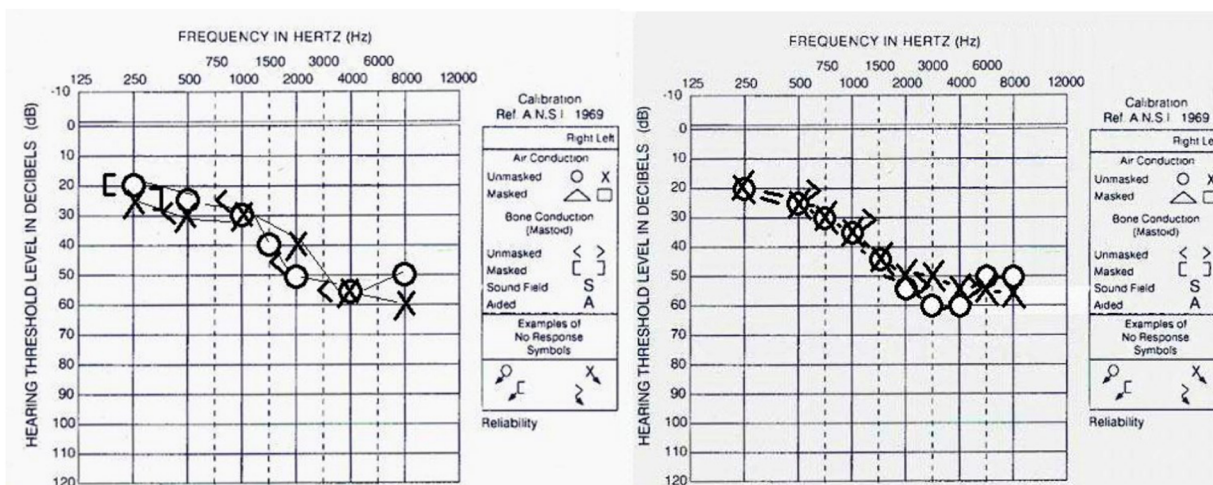 FREQUENCY IN HERTZ (Hz)
750 1500 3000 6000
125 250 500 1000 2000 4000 8000 12000
HEARING THRESHOLD LEVEL IN DECIBELS (dB)
-10
0
10
20
30
40
50
60
70
80
90
100
110
120
Calibration
Ref. A.N.S.I. 1969
Right Left
Air Conduction
Unmasked O X
Masked △ □
Bone Conduction
(Mastoid)
Unmasked < >
Masked [ ]
Sound Field S
Aided A
Examples of
No Response
Symbols
Reliability
FREQUENCY IN HERTZ (Hz)
750 1500 3000 6000
125 250 500 1000 2000 4000 8000 12000
HEARING THRESHOLD LEVEL IN DECIBELS (dB)
-10
0
10
20
30
40
50
60
70
80
90
100
110
120
Calibration
Ref. A.N.S.I. 1969
Right Le
Air Conduction
Unmasked O X
Masked △ □
Bone Conduction
(Mastoid)
Unmasked < >
Masked [ ]
Sound Field S
Aided A
Examples of
No Response
Symbols
Reliability